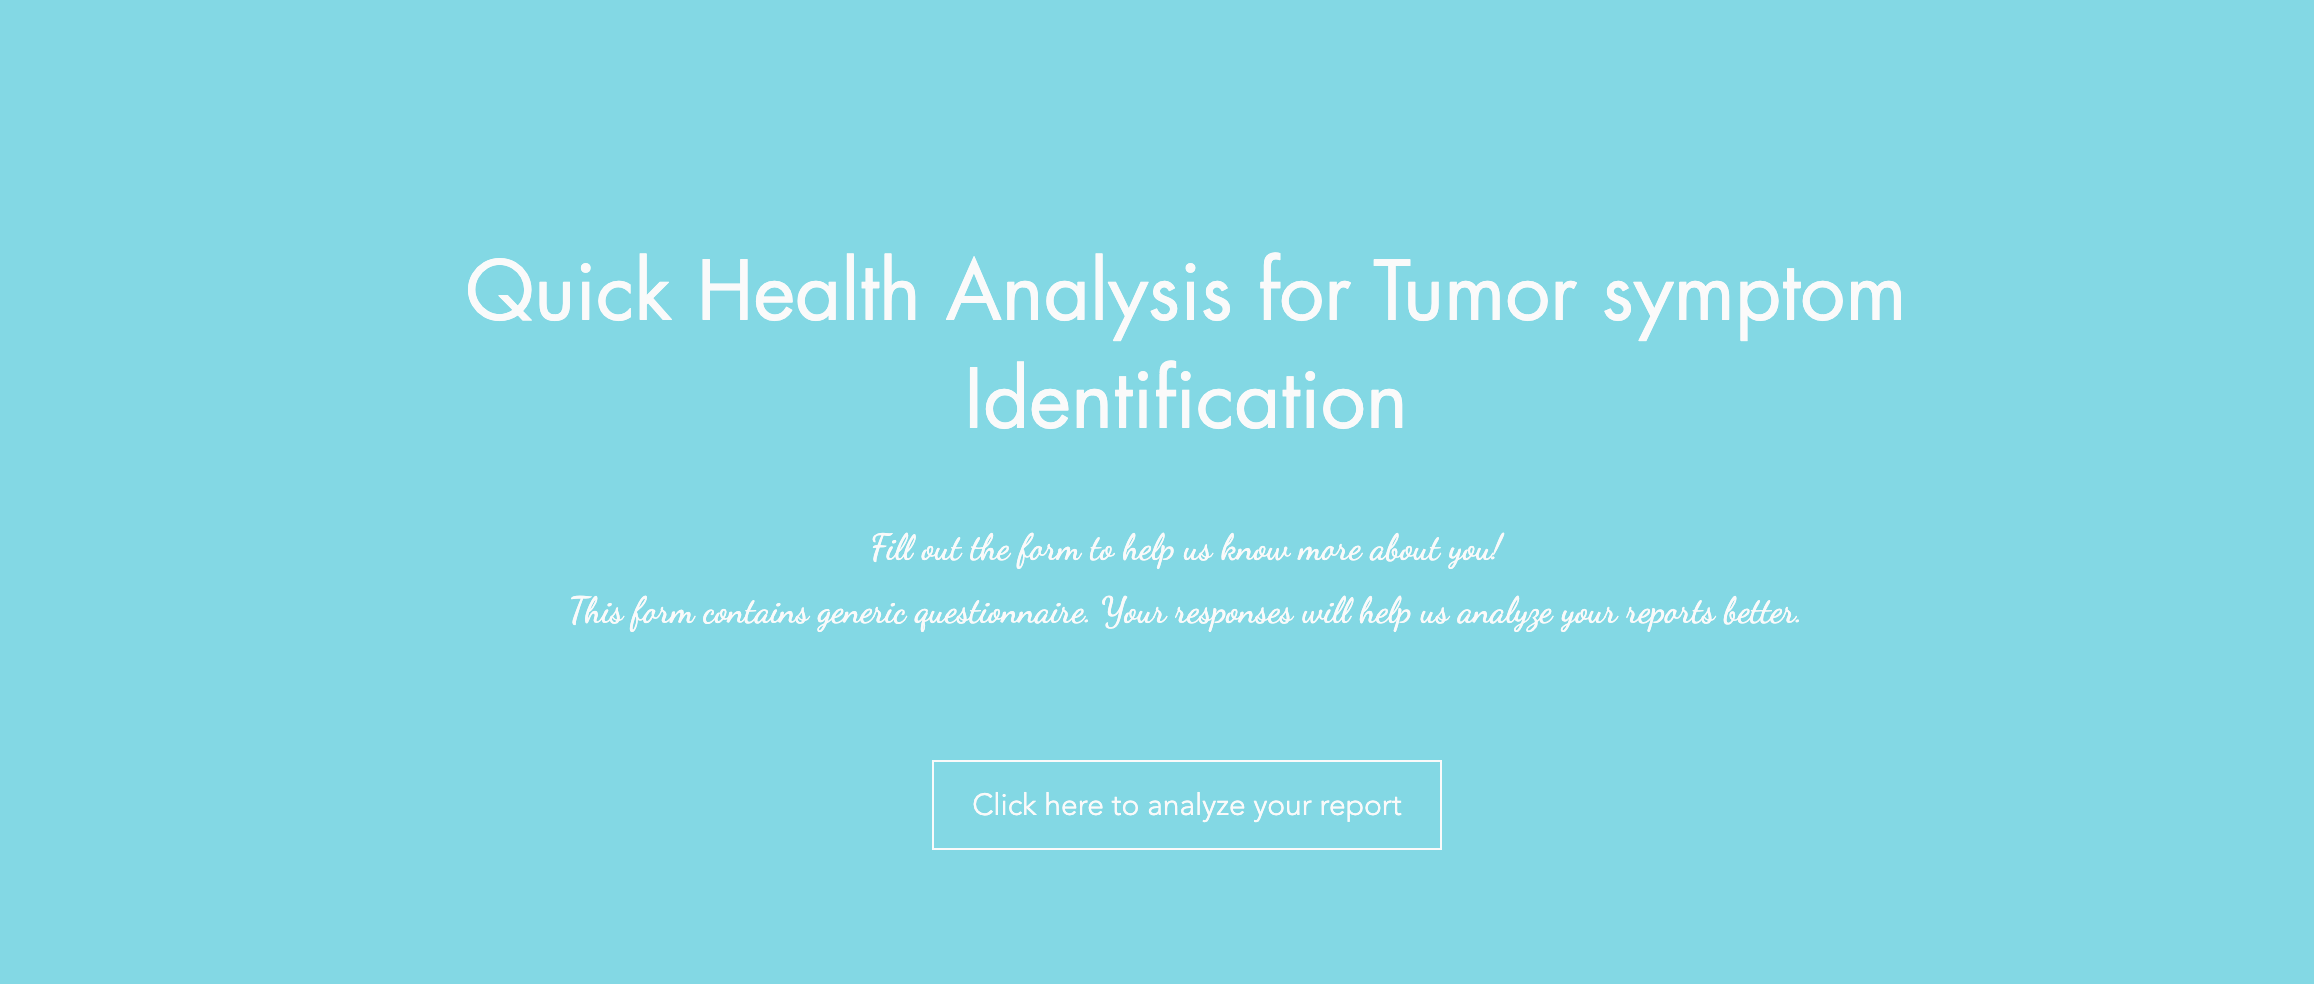 Quick Health Analysis for Tumor symptom
Identification
Fill out the form to help us know more about you!
This form contains generic questionnaire. Your responses will help us analyze your reports better.
Click here to analyze your report